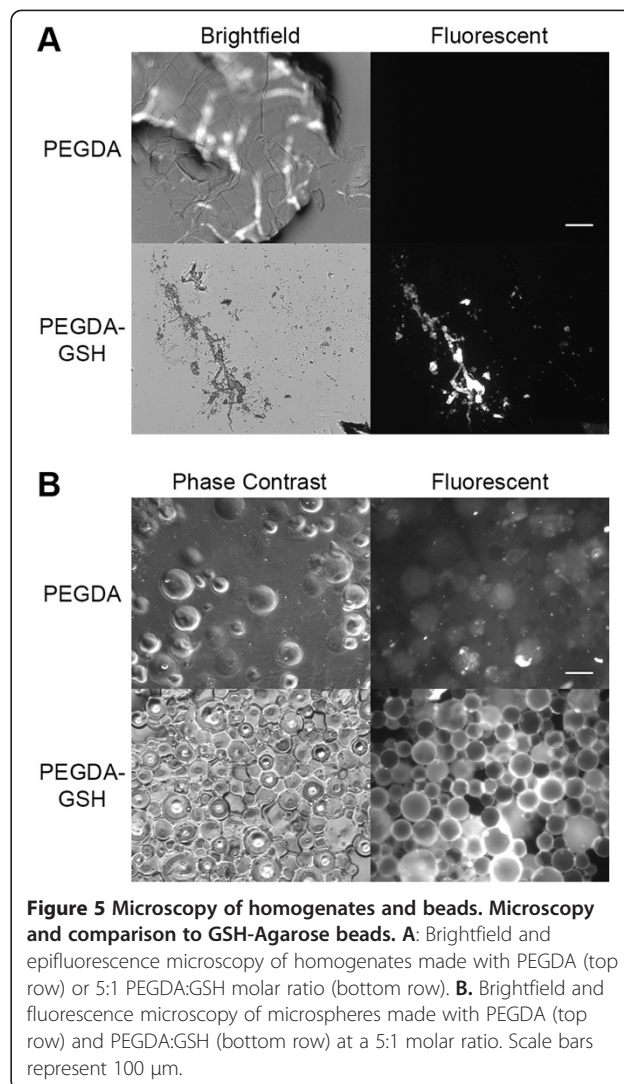 A
Brightfield
Fluorescent
PEGDA
PEGDA-
GSH
B
Phase Contrast
Fluorescent
PEGDA
PEGDA-
GSH
Figure 5 Microscopy of homogenates and beads. Microscopy
and comparison to GSH-Agarose beads. A: Brightfield and
epifluorescence microscopy of homogenates made with PEGDA (top
row) or 5:1 PEGDA:GSH molar ratio (bottom row). B. Brightfield and
fluorescence microscopy of microspheres made with PEGDA (top
row) and PEGDA:GSH (bottom row) at a 5:1 molar ratio. Scale bars
represent 100 μm.